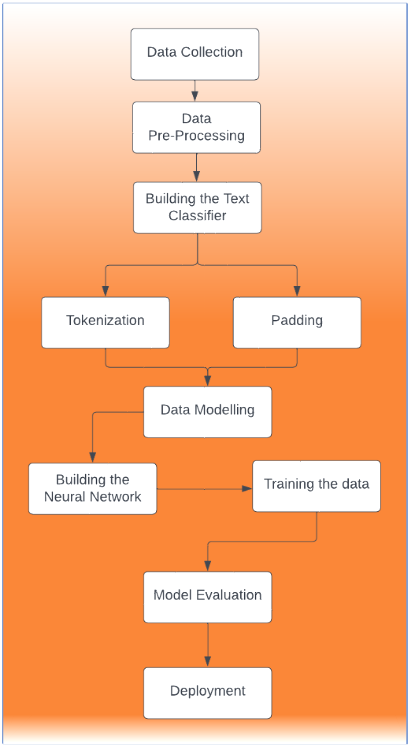 Data Collection
Data
Pre-Processing
Building the Text
Classifier
Tokenization
Padding
Data Modelling
Building the
Neural Network
Training the data
Model Evaluation
Deployment